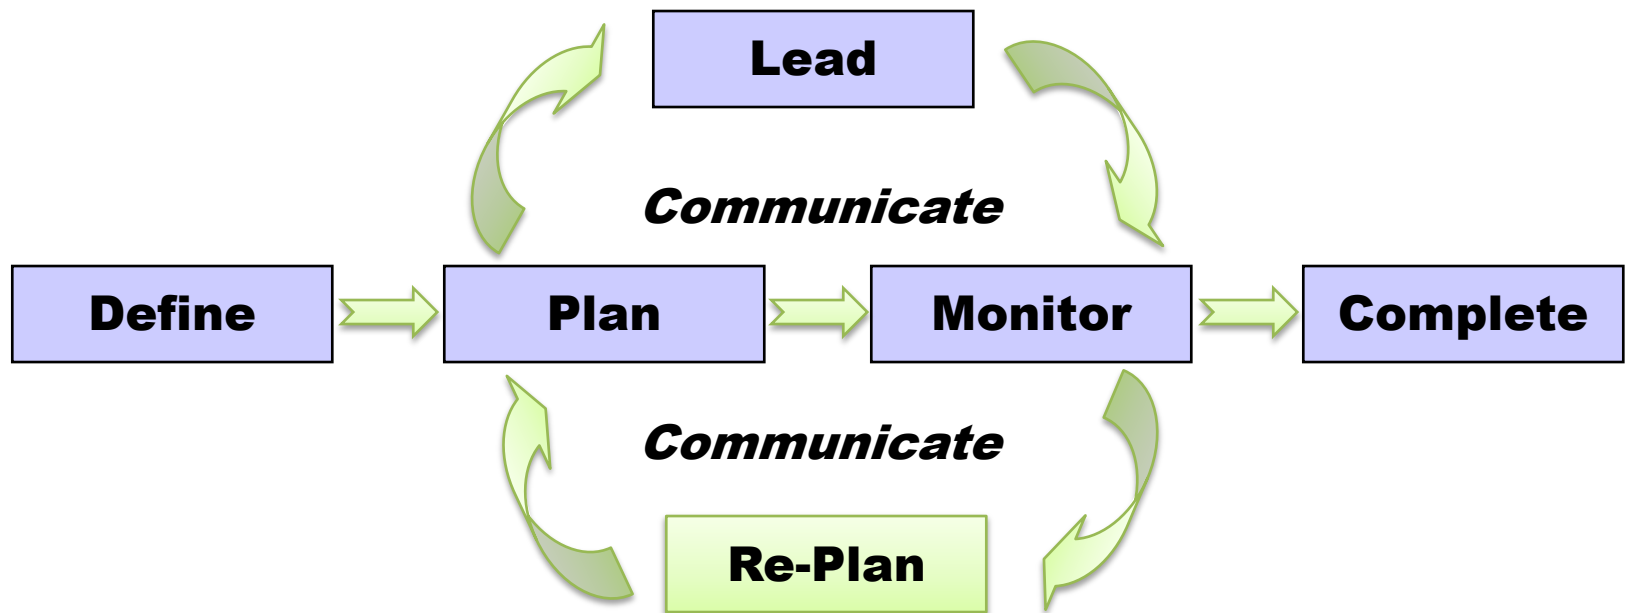 Lead
Communicate
Define
Plan
Monitor
Complete
Communicate
Re-Plan